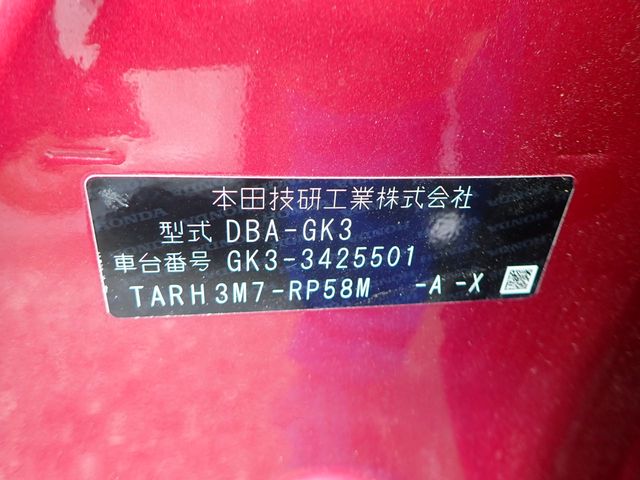 本田技研工業株式会社
型式 DBA-GK3
車台番号 GK3-3425501
TARH3M7-RP58M -A -X